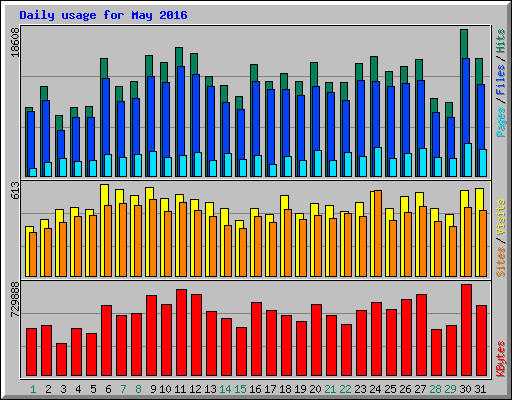 Daily usage for May 2016
18608
Pages / Files / Hits
613
Sites / Visits
729888
KBytes
1 2 3 4 5 6 7 8 9 10 11 12 13 14 15 16 17 18 19 20 21 22 23 24 25 26 27 28 29 30 31